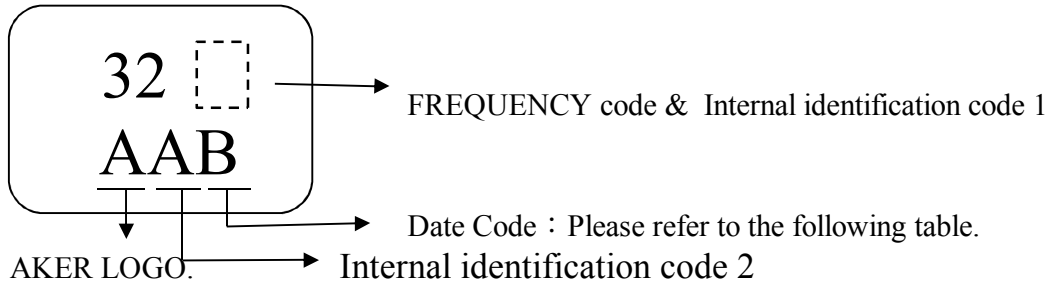 32
FREQUENCY code & Internal identification code 1
AAB
Date Code：Please refer to the following table.
AKER LOGO.
Internal identification code 2